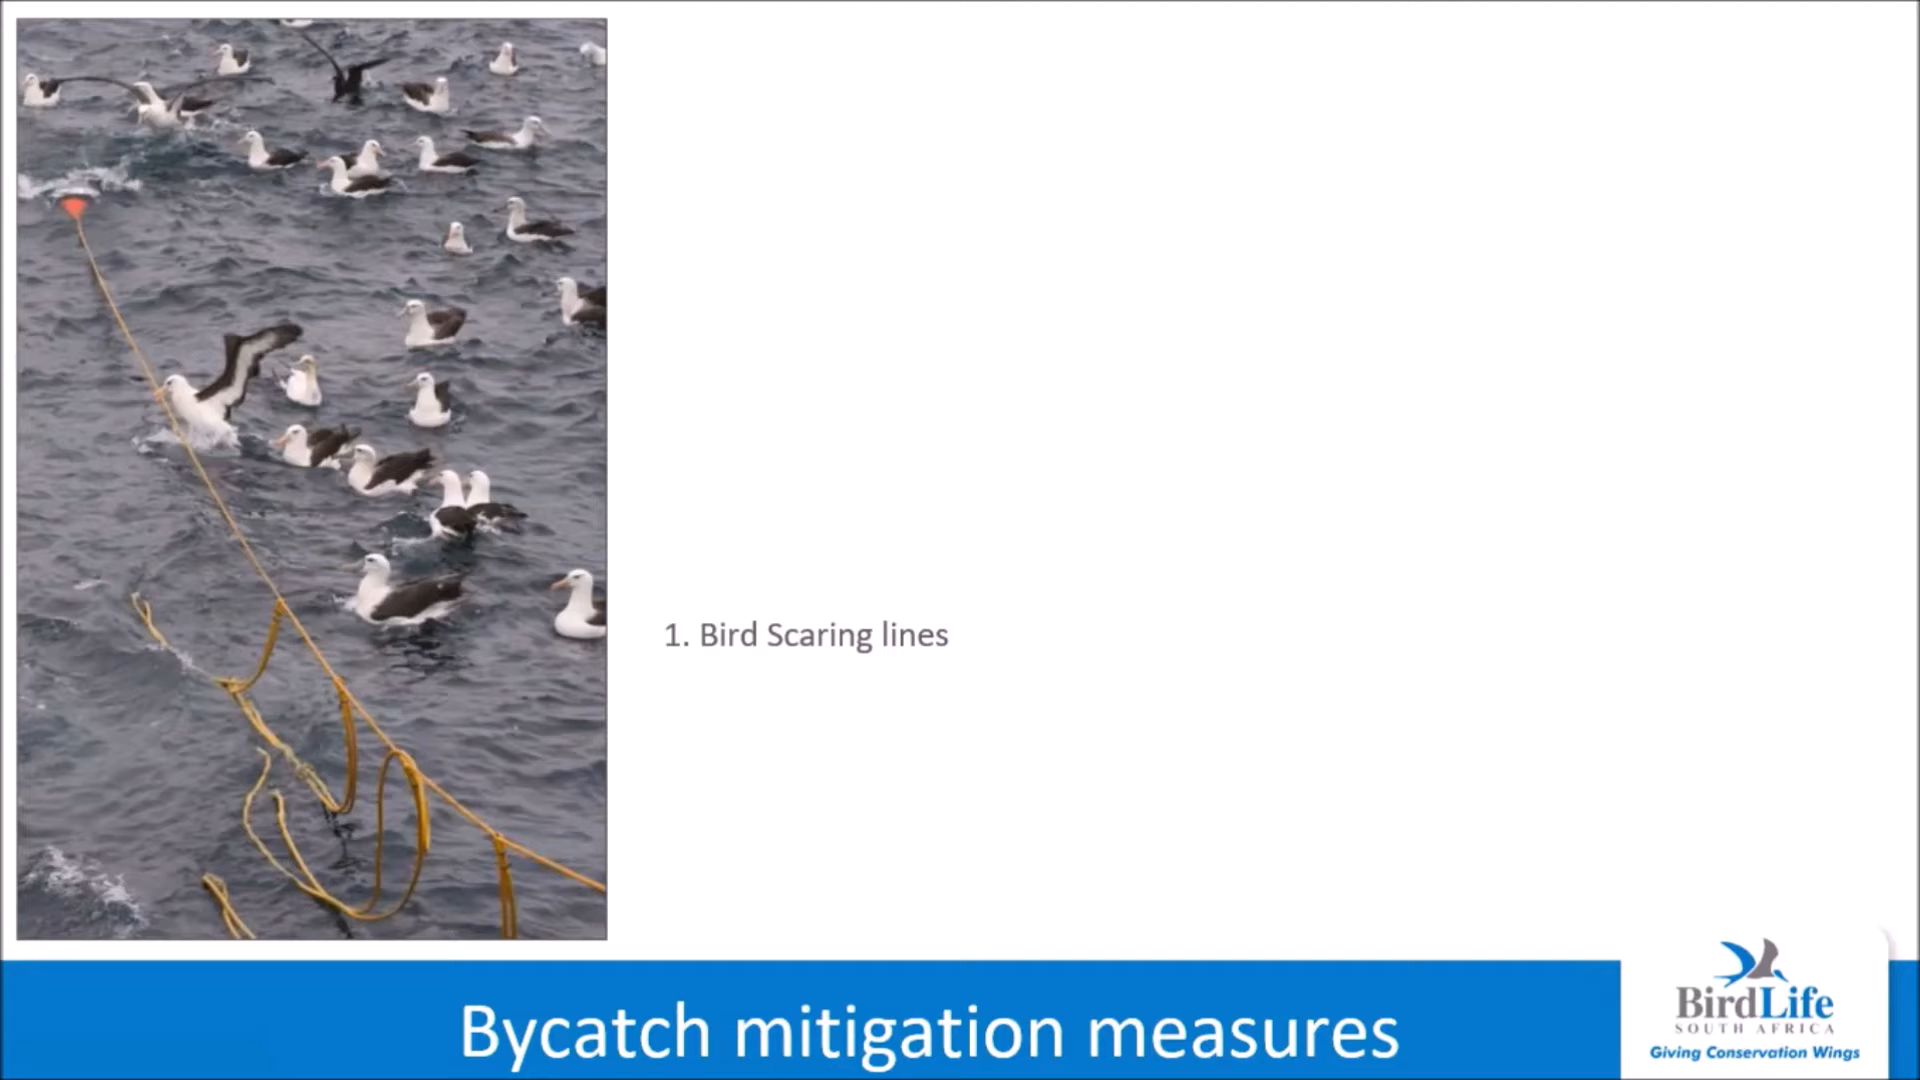 1. Bird Scaring lines
Bycatch mitigation measures
BirdLife
SOUTH AFRICA
Giving Conservation Wings